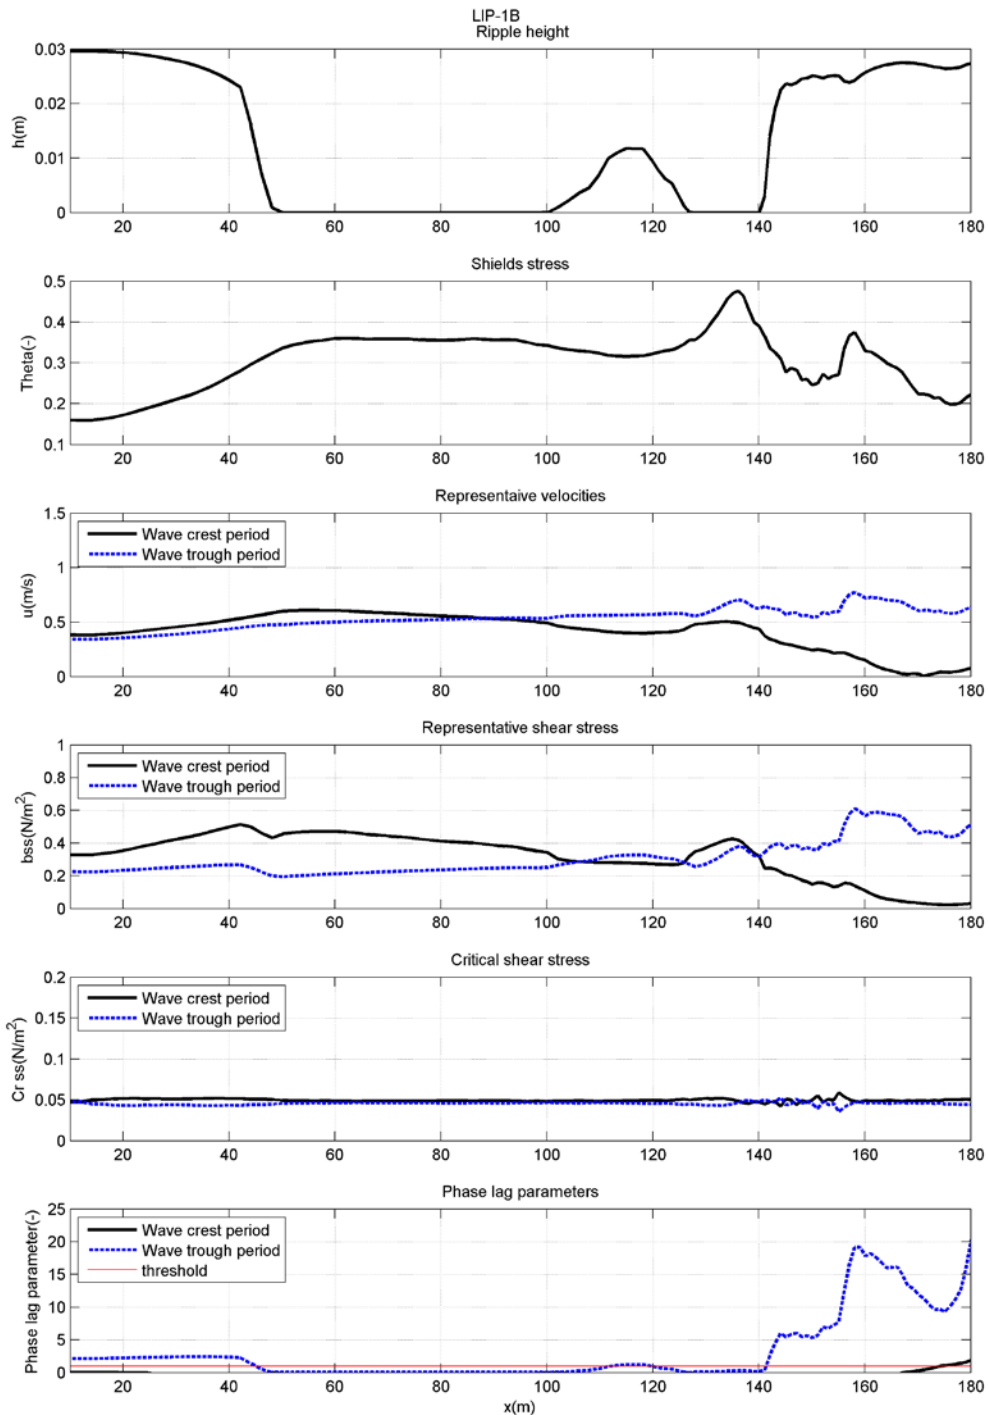 LIP-1B
Ripple height
0.03
0.02
0.01
0
h(m)
20 40 60 80 100 120 140 160 180
Shields stress
0.5
0.4
0.3
0.2
0.1
Theta(-)
20 40 60 80 100 120 140 160 180
Representaive velocities
1.5
1
0.5
0
u(m/s)
Wave crest period
Wave trough period
20 40 60 80 100 120 140 160 180
Representative shear stress
1
0.8
0.6
0.4
0.2
0
bss(N/m²)
Wave crest period
Wave trough period
20 40 60 80 100 120 140 160 180
Critical shear stress
0.2
0.15
0.1
0.05
0
Cr ss(N/m²)
Wave crest period
Wave trough period
20 40 60 80 100 120 140 160 180
Phase lag parameters
25
20
15
10
5
0
Phase lag parameter(-)
Wave crest period
Wave trough period
threshold
20 40 60 80 100 120 140 160 180
x(m)